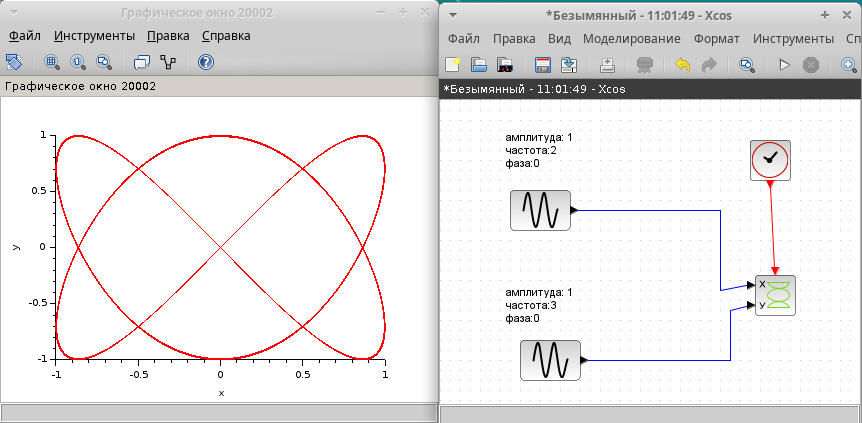 Графическое окно 20002
Файл Инструменты Правка Справка
Графическое окно 20002
1
0.5
0
-0.5
-1
y
-1 -0.5 0 0.5 1
x
*Безымянный - 11:01:49 - Xcos
Файл Правка Вид Моделирование Формат Инструменты Сп
*Безымянный - 11:01:49 - Xcos
амплитуда: 1
частота:2
фаза:0
амплитуда: 1
частота:3
фаза:0
X
У